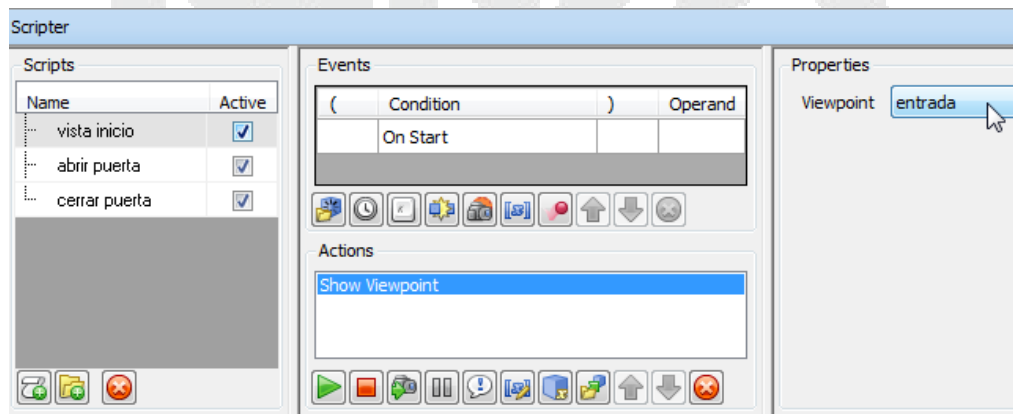 Scripter
Scripts
Name Active
vista inicio
abrir puerta
cerrar puerta
Events
( Condition ) Operand
On Start
Actions
Show Viewpoint
Properties
Viewpoint entrada